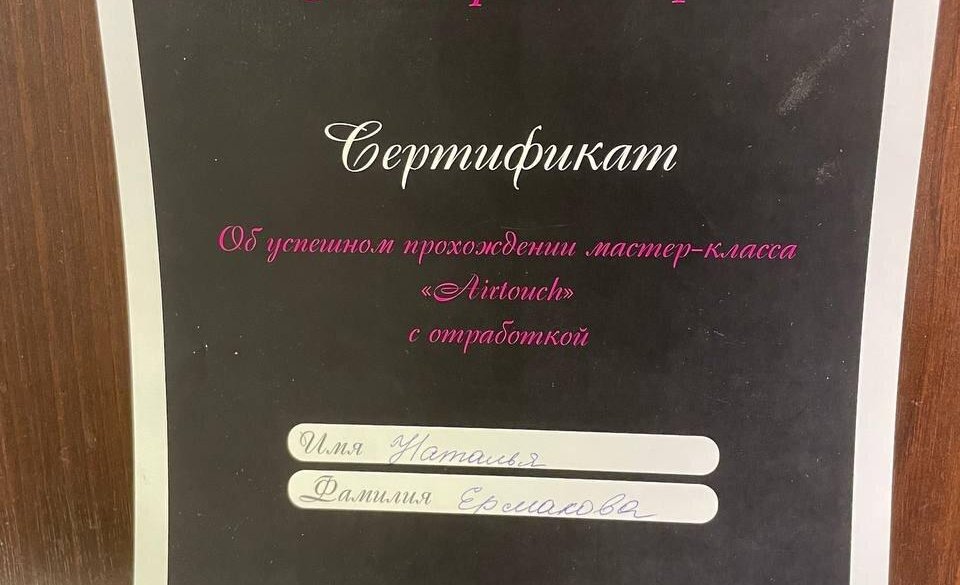 Сертификат
Об успешном прохождении мастер-класса
«Airtouch»
с отработкой
Имя Наталья
Фамилия Ермакова